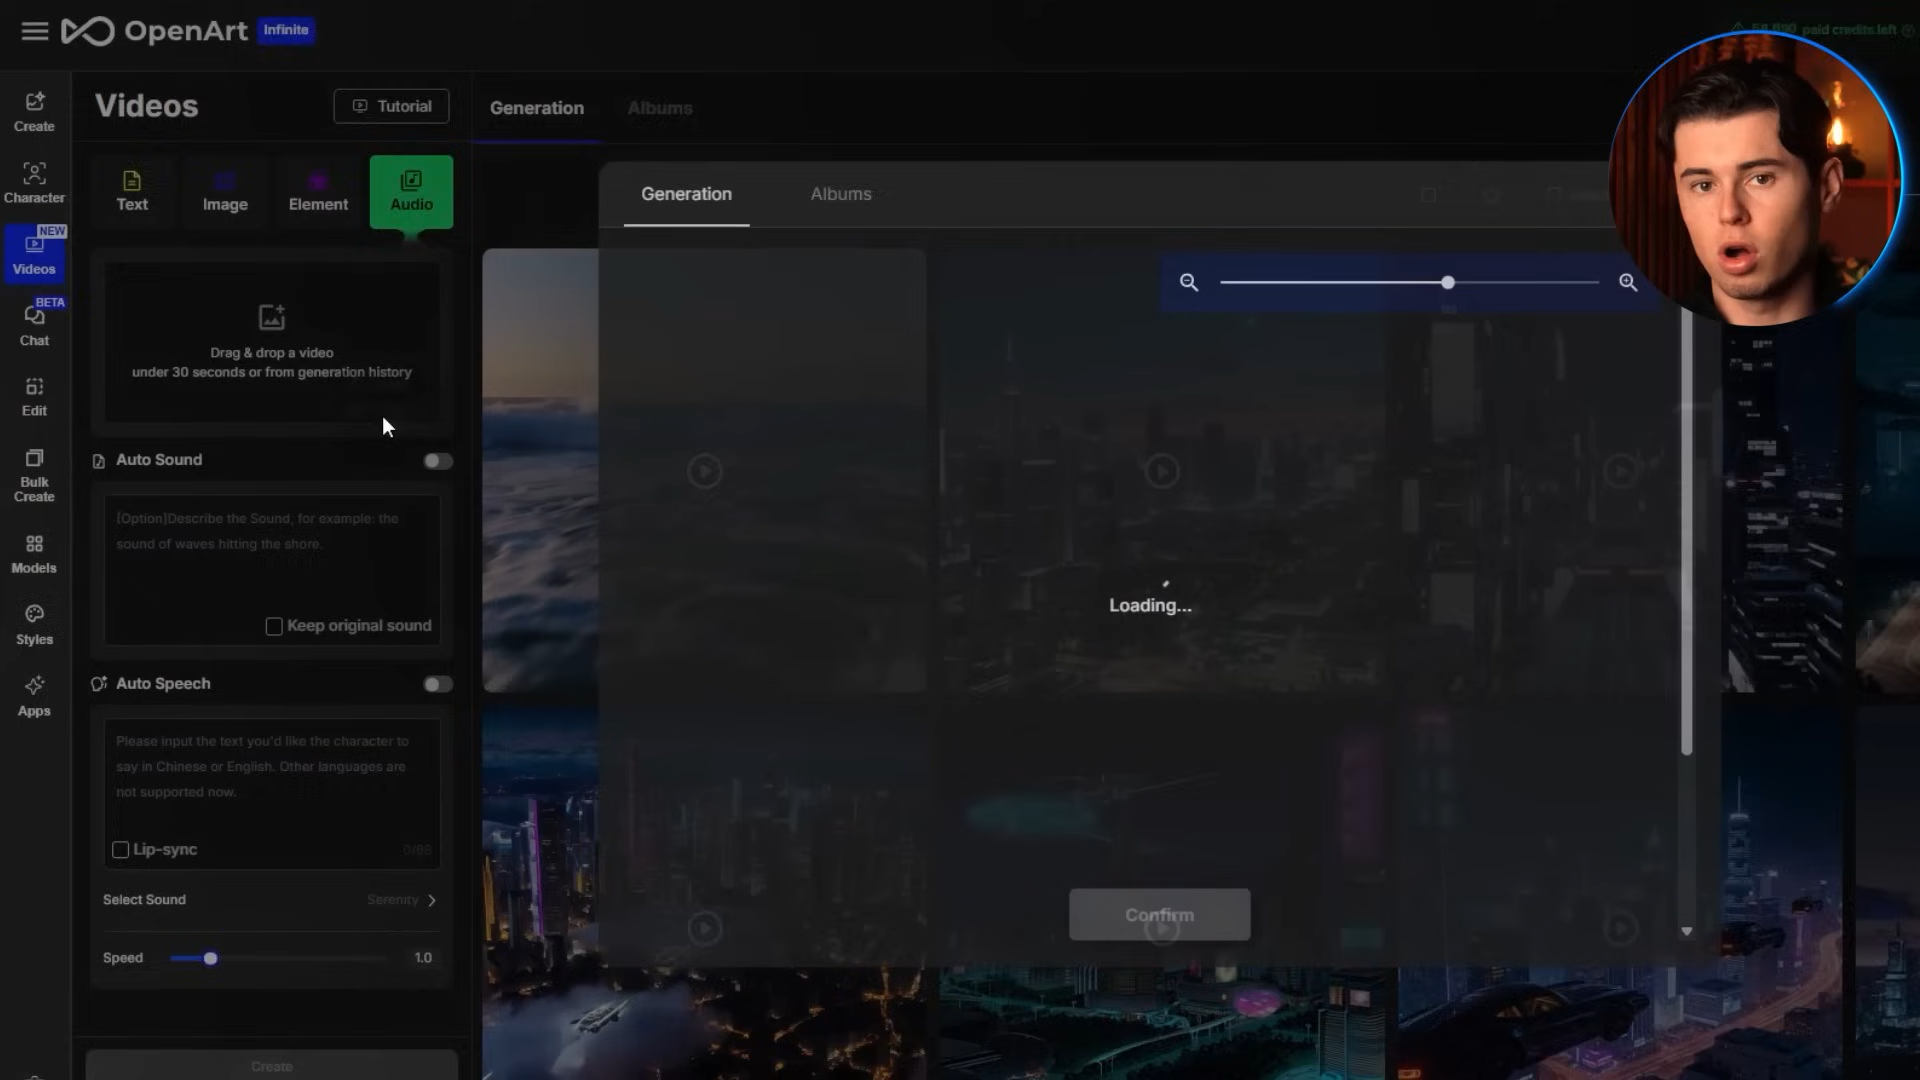 OpenArt
Infinite
paid credits left
Create
Character
NEW
Videos
BETA
Chat
Edit
Bulk
Create
Models
Styles
Apps
Videos
Tutorial
Text
Image
Element
Audio
Drag & drop a video
under 30 seconds or from generation history
Auto Sound
[Option]Describe the Sound, for example: the
sound of waves hitting the shore.
Keep original sound
Auto Speech
Please input the text you'd like the character to
say in Chinese or English. Other languages are
not supported now.
Lip-sync
Select Sound
Serenity
Speed
1.0
Create
Generation
Albums
Generation
Albums
Loading...
Confirm